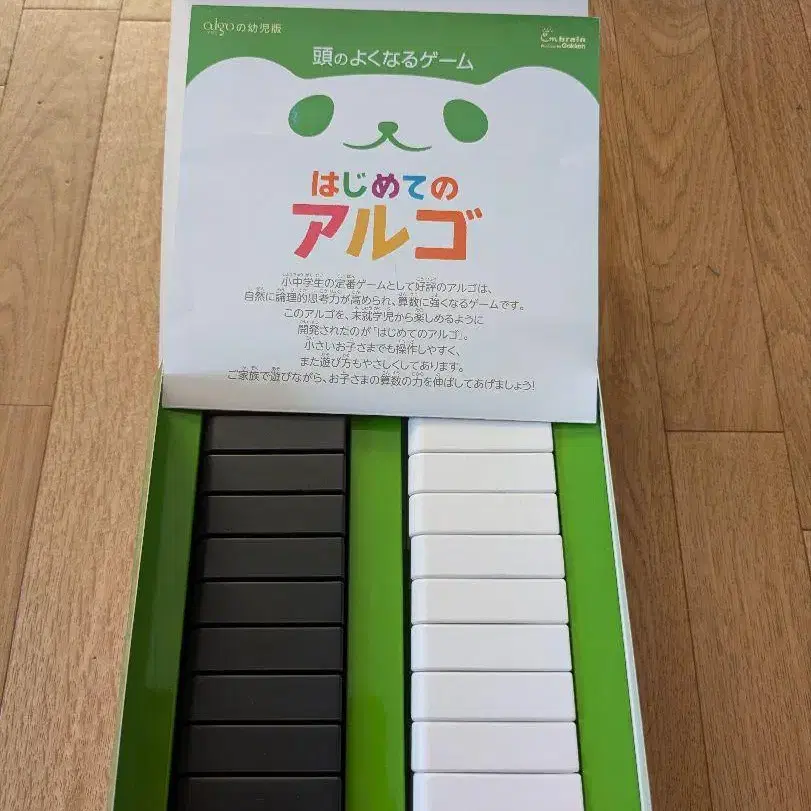 algoの幼児版
Em brain
Gakken
頭のよくなるゲーム
はじめての
アルゴ
小中学生の定番ゲームとして好評のアルゴは、
自然に論理的思考力が高められ、算数に強くなるゲームです。
このアルゴを、未就学児から楽しめるように
開発されたのが「はじめてのアルゴ」。
小さいお子さまでも操作しやすく、
また遊び方もやさしくしてあります。
ご家族で遊びながら、お子さまの算数の力を伸ばしてあげましょう!